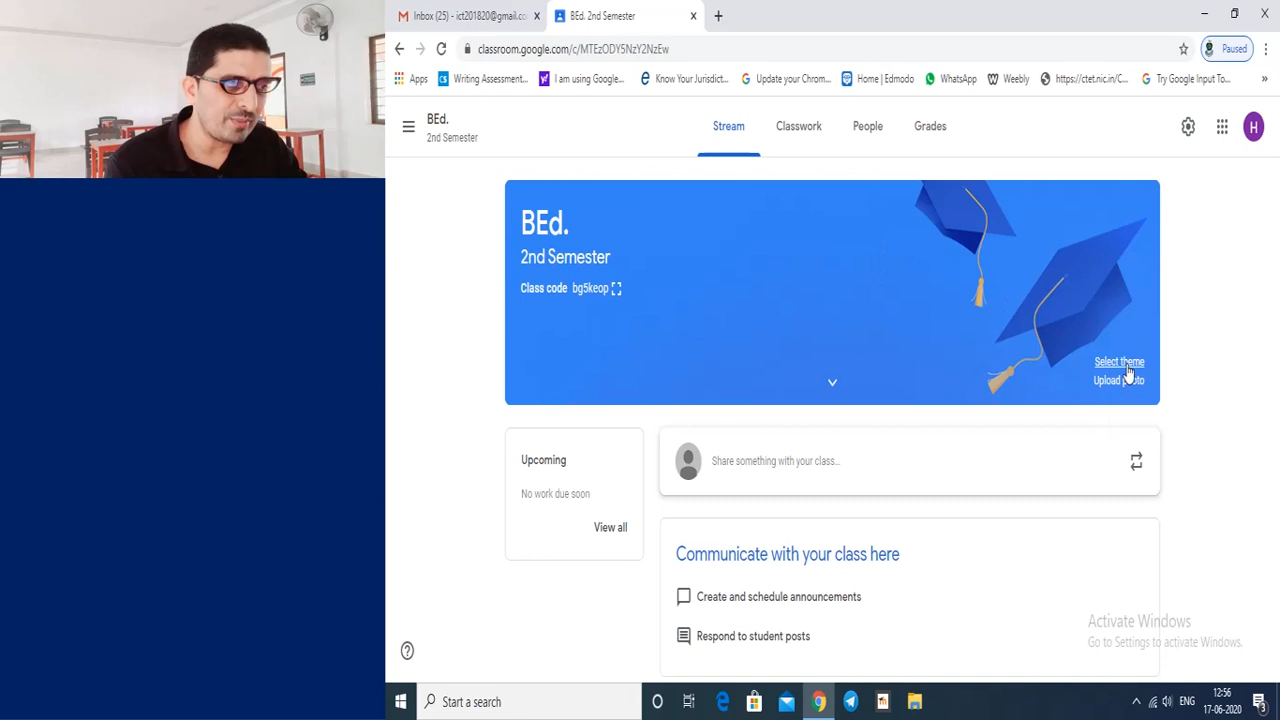 Inbox (25) - ict201820@gmail.co
BEd. 2nd Semester
classroom.google.com/c/MTEzODY5NzY2NzEw
Paused
Apps
Writing Assessment...
I am using Google...
Know Your Jurisdict...
Update your Chrom...
Home | Edmodo
WhatsApp
Weebly
https://ctet.nic.in/C...
Try Google Input To...
BEd.
2nd Semester
Stream
Classwork
People
Grades
H
BEd.
2nd Semester
Class code bg5keop
Select theme
Upload photo
Upcoming
No work due soon
View all
Share something with your class...
Communicate with your class here
Create and schedule announcements
Respond to student posts
Activate Windows
Go to Settings to activate Windows.
Start a search
ENG
12:56
17-06-2020
3